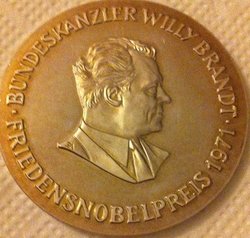 · BUNDESKANZLER WILLY BRANDT ·
FRIEDENSNOBELPREIS 1971